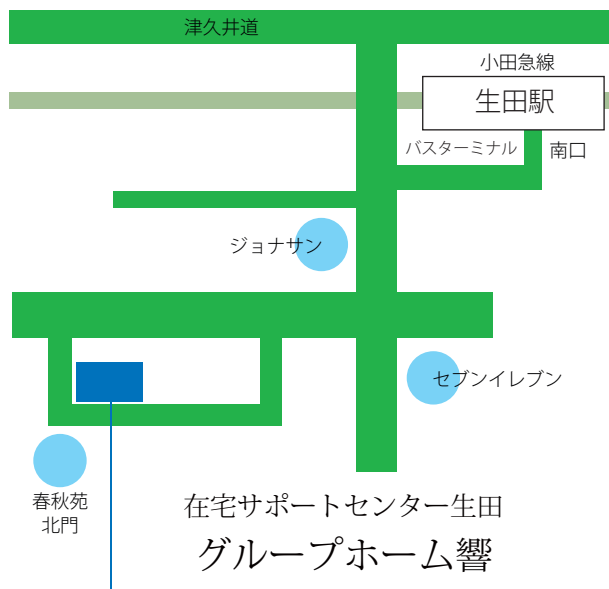 津久井道
小田急線
生田駅
バスターミナル
南口
ジョナサン
セブンイレブン
春秋苑
北門
在宅サポートセンター生田
グループホーム響